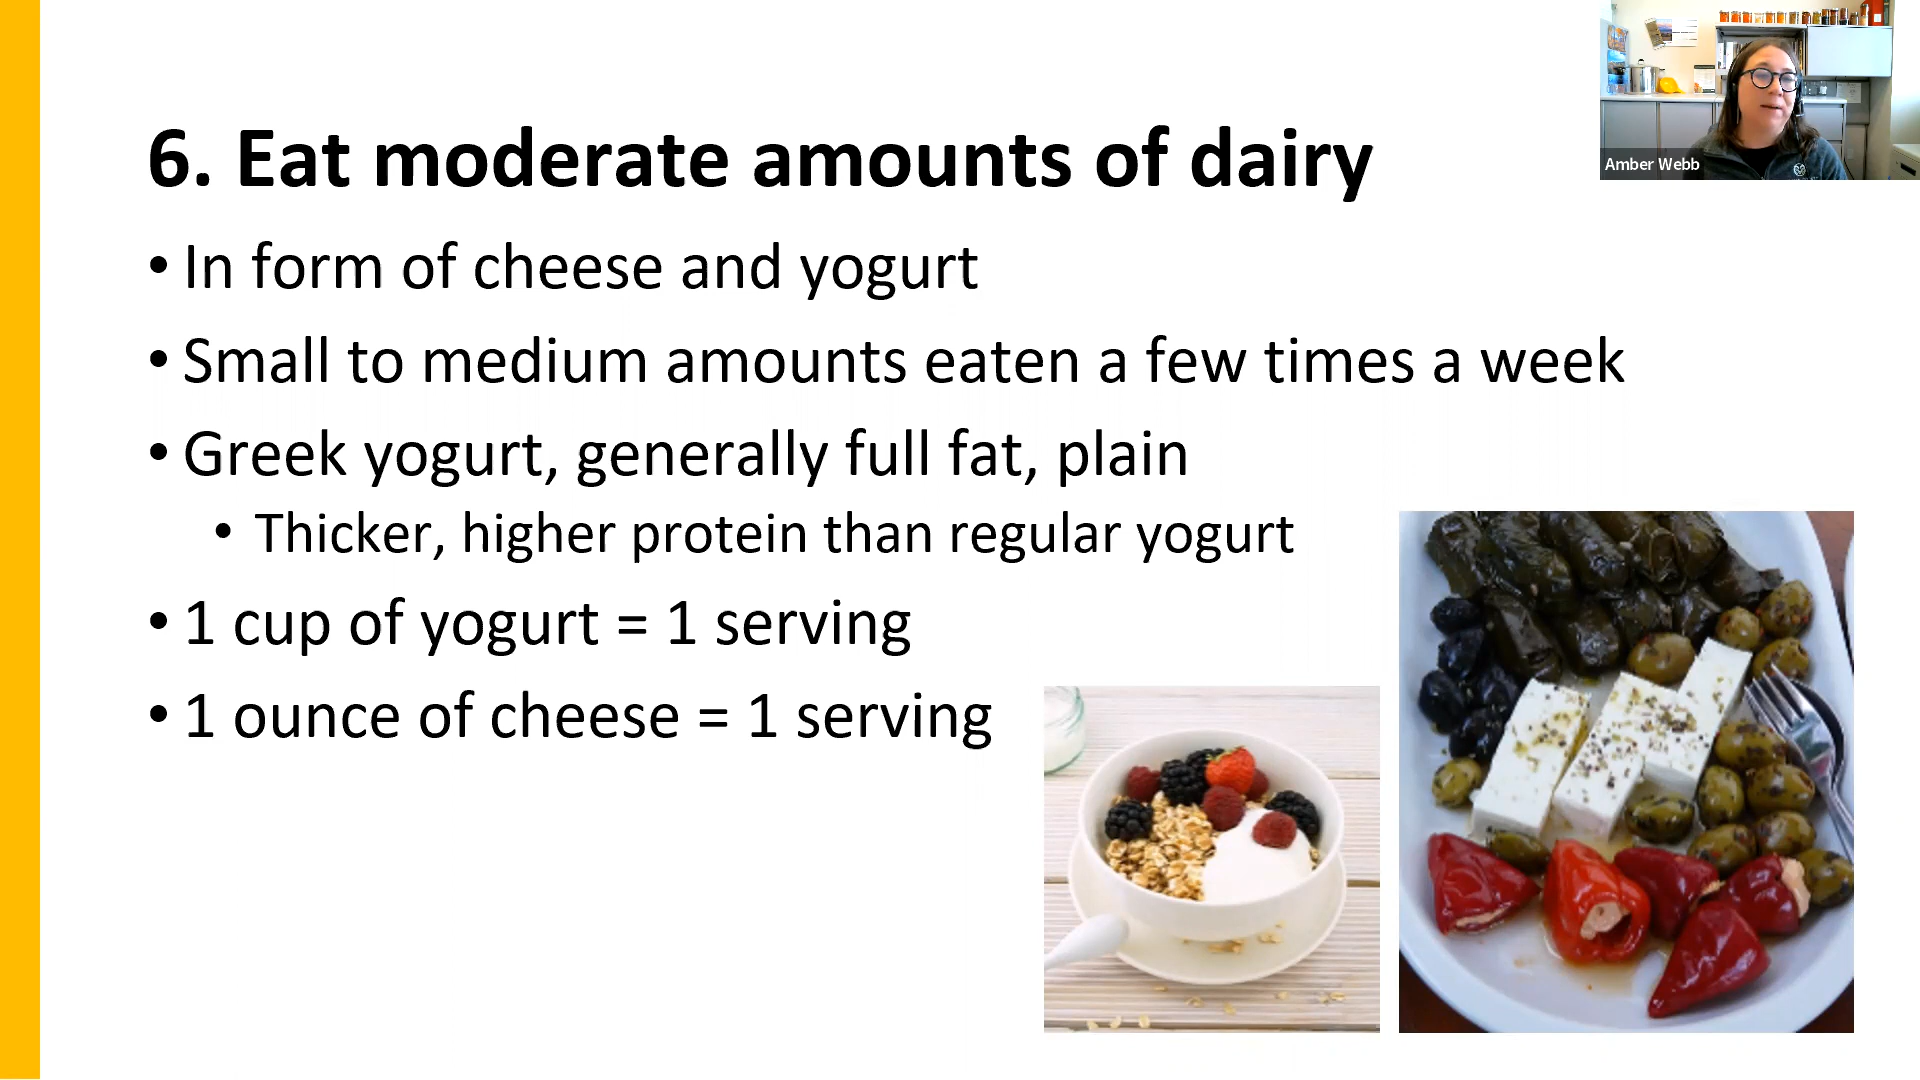 6. Eat moderate amounts of dairy
• In form of cheese and yogurt
• Small to medium amounts eaten a few times a week
• Greek yogurt, generally full fat, plain
• Thicker, higher protein than regular yogurt
• 1 cup of yogurt = 1 serving
• 1 ounce of cheese = 1 serving
Amber Webb